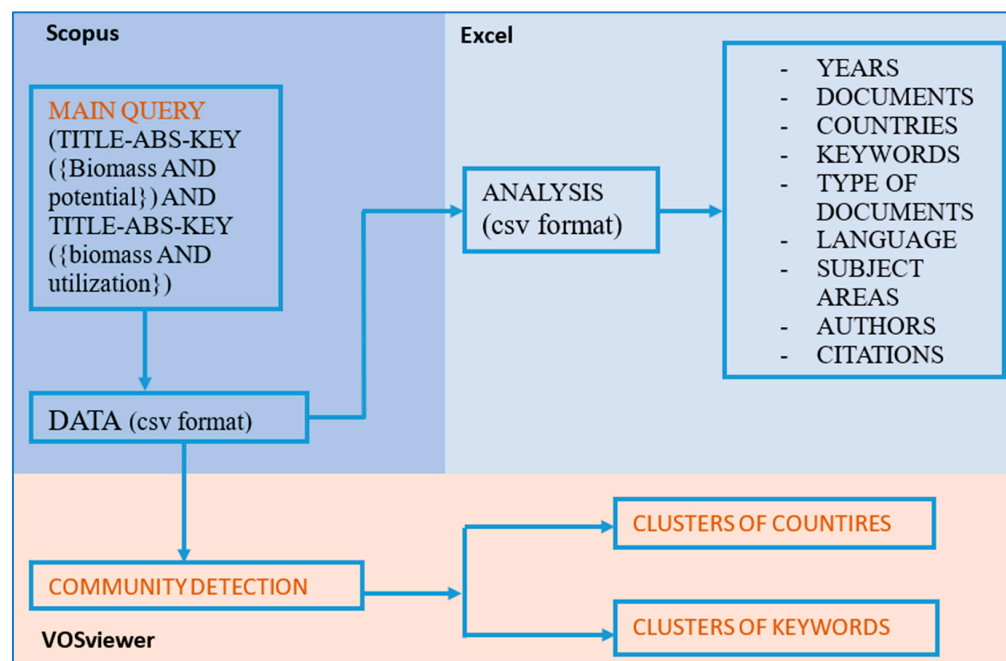 Scopus
MAIN QUERY
(TITLE-ABS-KEY
({Biomass AND
potential}) AND
TITLE-ABS-KEY
({biomass AND
utilization})
DATA (csv format)
Excel
ANALYSIS
(csv format)
- YEARS
- DOCUMENTS
- COUNTRIES
- KEYWORDS
- TYPE OF
DOCUMENTS
- LANGUAGE
- SUBJECT
AREAS
- AUTHORS
- CITATIONS
COMMUNITY DETECTION
CLUSTERS OF COUNTIRES
CLUSTERS OF KEYWORDS
VOSviewer